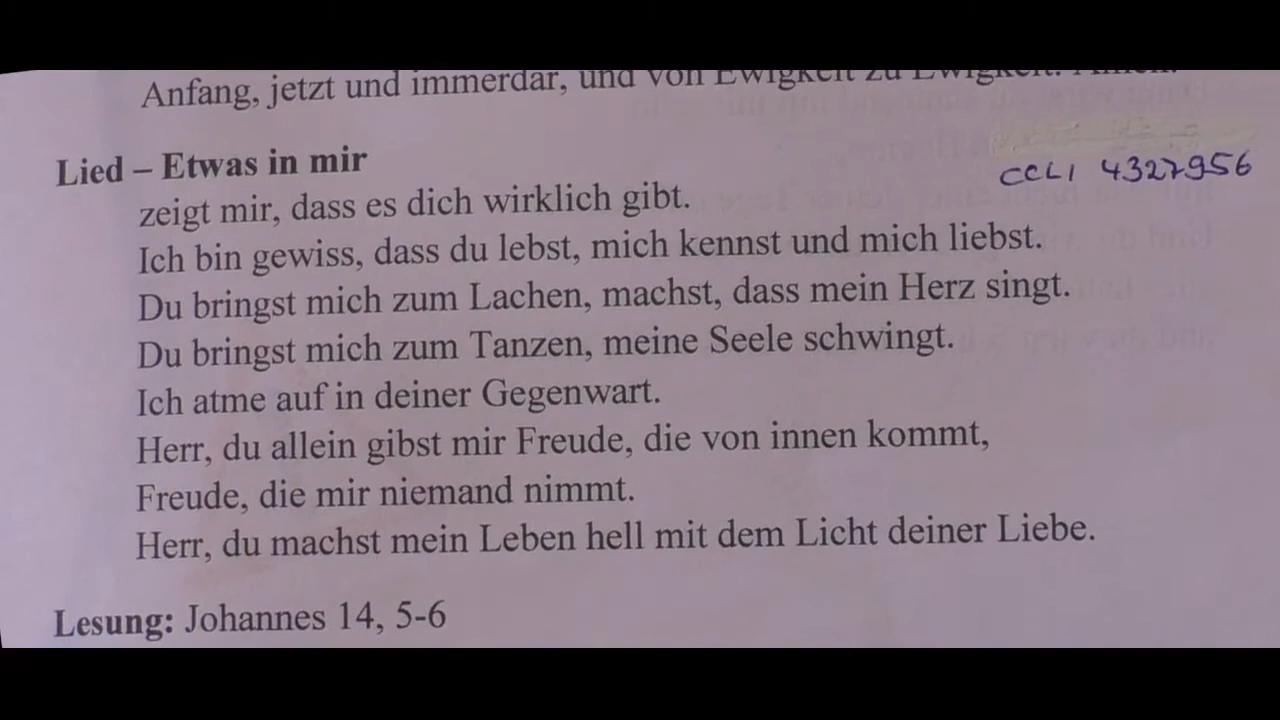 Anfang, jetzt und immerdar, und von Ewigkeit zu Ewigkeit. Amen.
Lied – Etwas in mir
CCLI 4327956
zeigt mir, dass es dich wirklich gibt.
Ich bin gewiss, dass du lebst, mich kennst und mich liebst.
Du bringst mich zum Lachen, machst, dass mein Herz singt.
Du bringst mich zum Tanzen, meine Seele schwingt.
Ich atme auf in deiner Gegenwart.
Herr, du allein gibst mir Freude, die von innen kommt,
Freude, die mir niemand nimmt.
Herr, du machst mein Leben hell mit dem Licht deiner Liebe.
Lesung: Johannes 14, 5-6